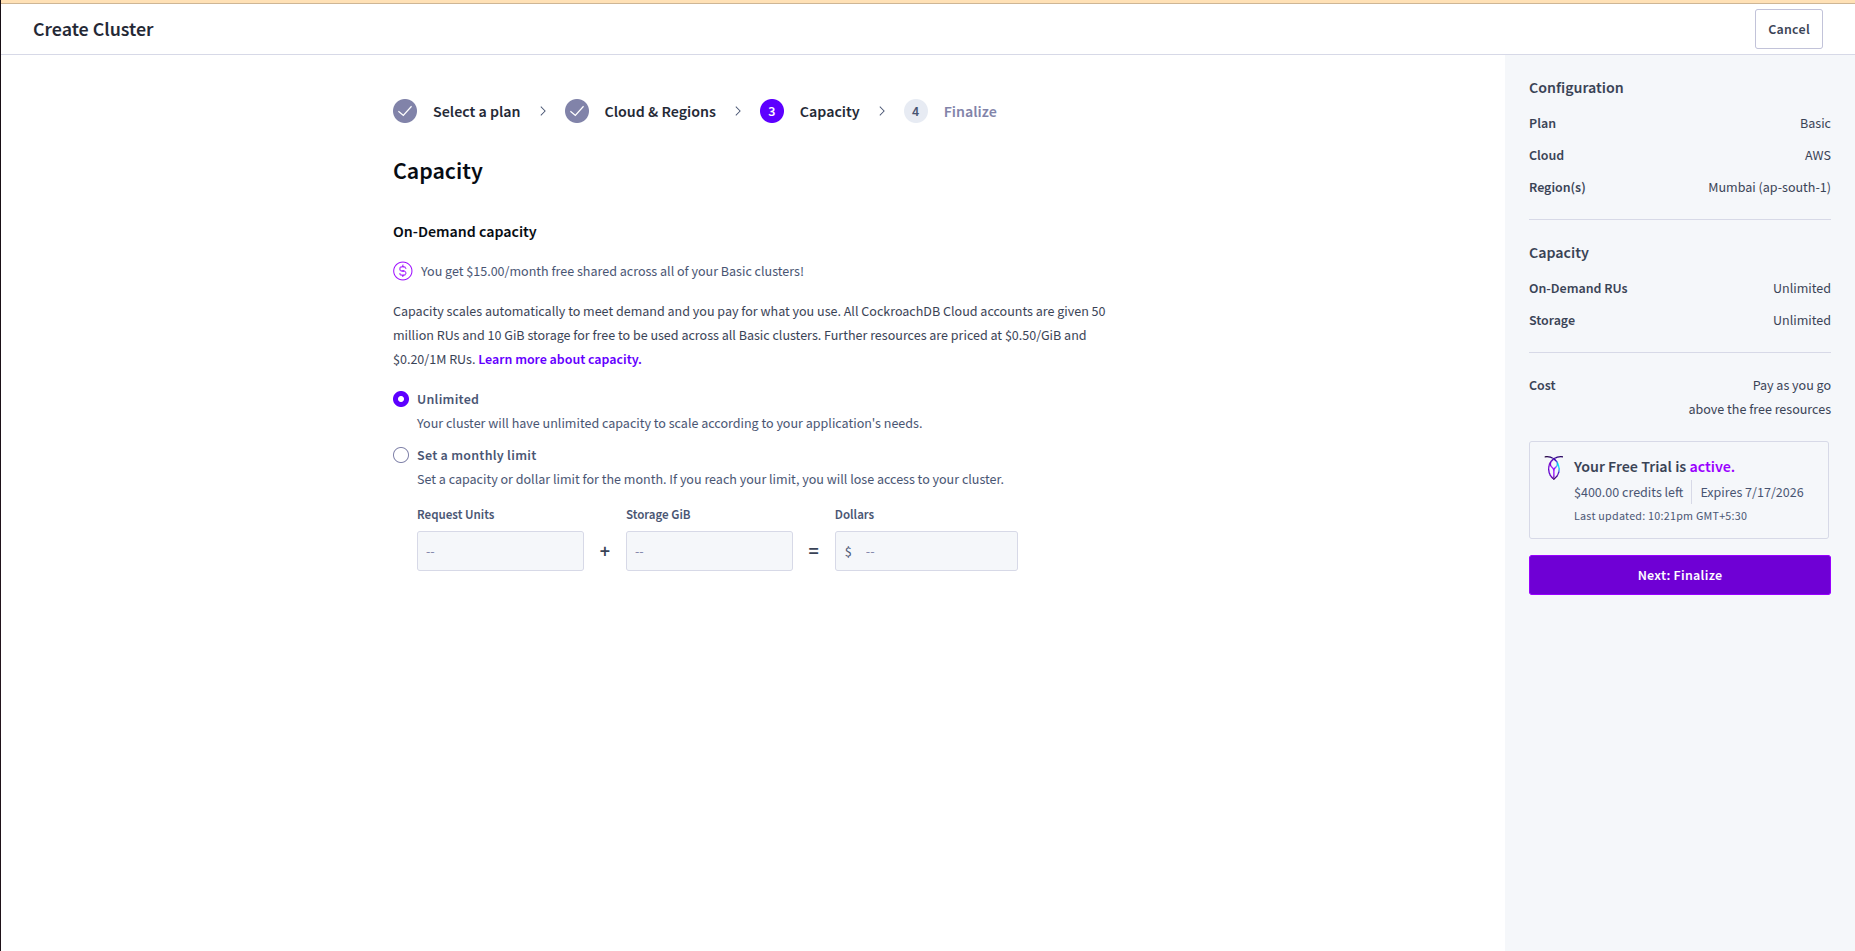 Create Cluster
Cancel
Select a plan
Cloud & Regions
3 Capacity
4 Finalize
Capacity
On-Demand capacity
$ You get $15.00/month free shared across all of your Basic clusters!
Capacity scales automatically to meet demand and you pay for what you use. All CockroachDB Cloud accounts are given 50
million RUs and 10 GiB storage for free to be used across all Basic clusters. Further resources are priced at $0.50/GiB and
$0.20/1M RUs. Learn more about capacity.
Unlimited
Your cluster will have unlimited capacity to scale according to your application's needs.
Set a monthly limit
Set a capacity or dollar limit for the month. If you reach your limit, you will lose access to your cluster.
Request Units Storage GiB Dollars
-- + -- = $ --
Configuration
Plan Basic
Cloud AWS
Region(s) Mumbai (ap-south-1)
Capacity
On-Demand RUs Unlimited
Storage Unlimited
Cost Pay as you go
above the free resources
Your Free Trial is active.
$400.00 credits left Expires 7/17/2026
Last updated: 10:21pm GMT+5:30
Next: Finalize